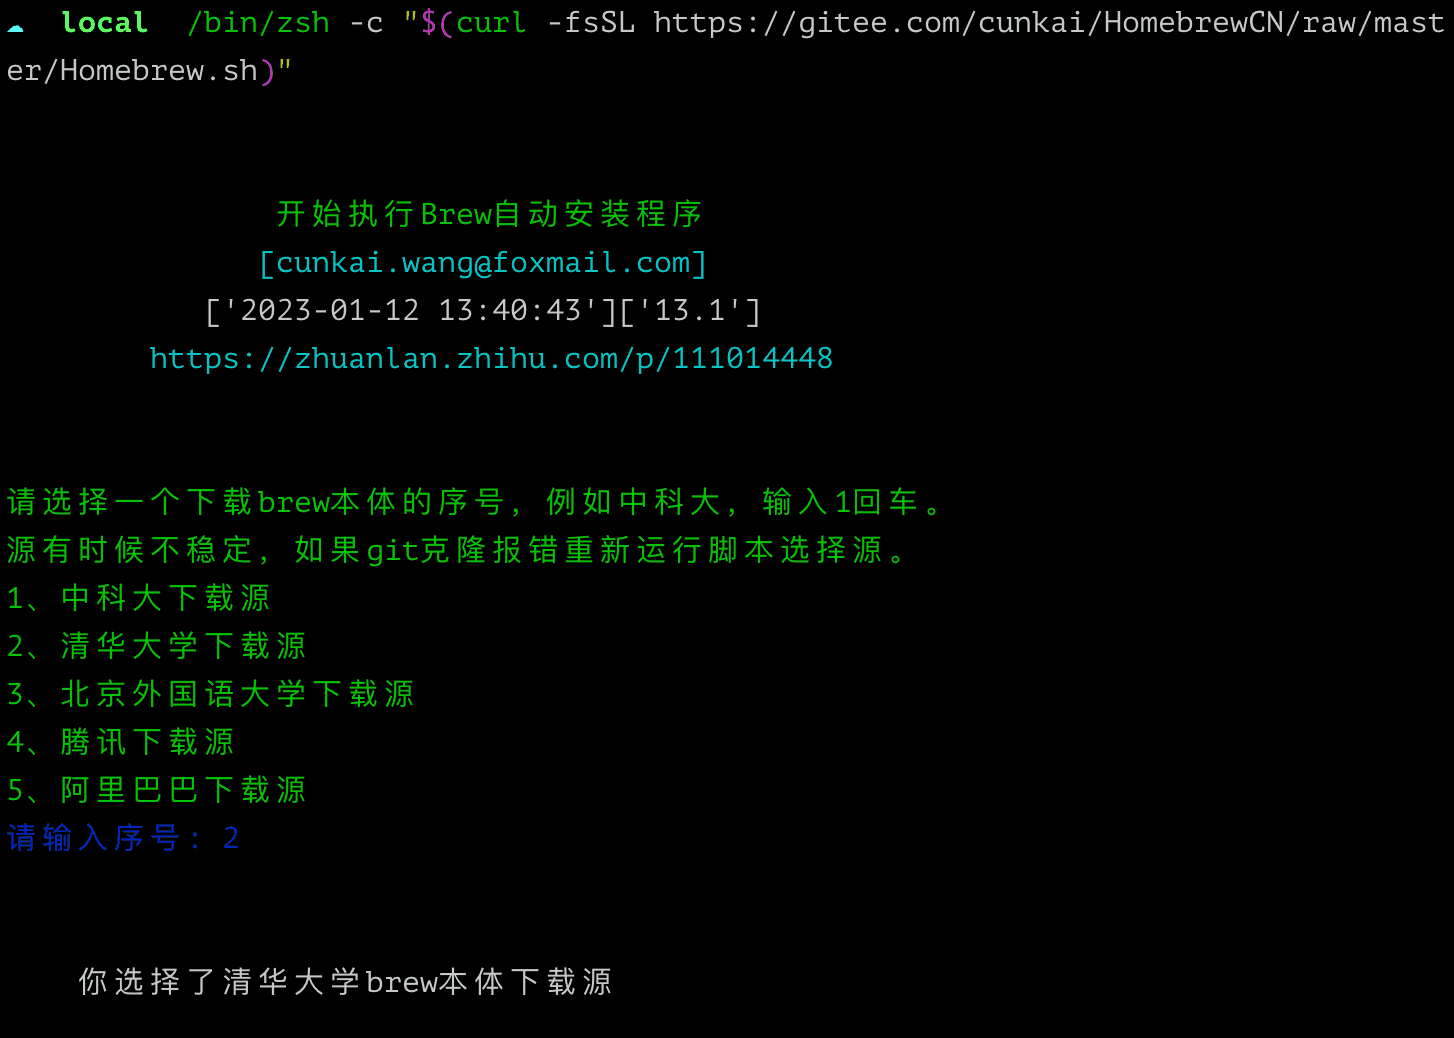 local /bin/zsh -c "$(curl -fsSL https://gitee.com/cunkai/HomebrewCN/raw/mast
er/Homebrew.sh)"
开始执行Brew自动安装程序
[cunkai.wang@foxmail.com]
['2023-01-12 13:40:43']['13.1']
https://zhuanlan.zhihu.com/p/111014448
请选择一个下载brew本体的序号，例如中科大，输入1回车。
源有时候不稳定，如果git克隆报错重新运行脚本选择源。
1、中科大下载源
2、清华大学下载源
3、北京外国语大学下载源
4、腾讯下载源
5、阿里巴巴下载源
请输入序号：2
你选择了清华大学brew本体下载源